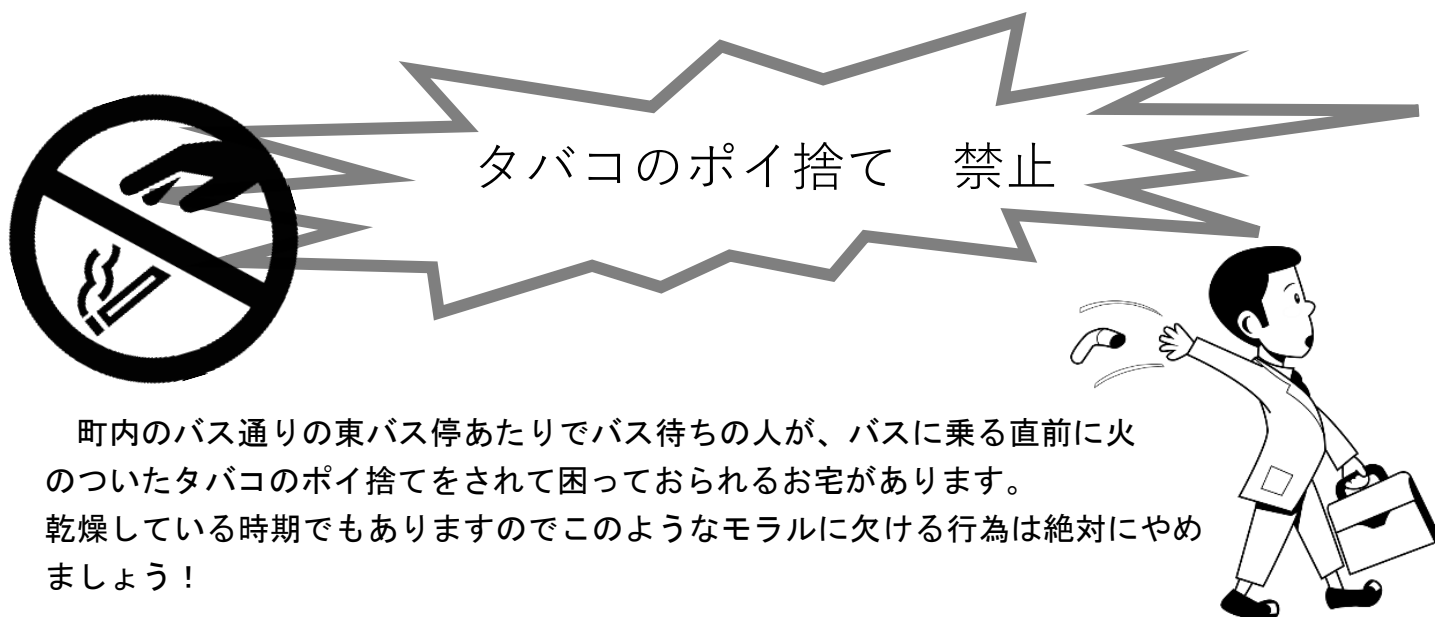 タバコのポイ捨て　禁止
　町内のバス通りの東バス停あたりでバス待ちの人が、バスに乗る直前に火
のついたタバコのポイ捨てをされて困っておられるお宅があります。
乾燥している時期でもありますのでこのようなモラルに欠ける行為は絶対にやめ
ましょう！